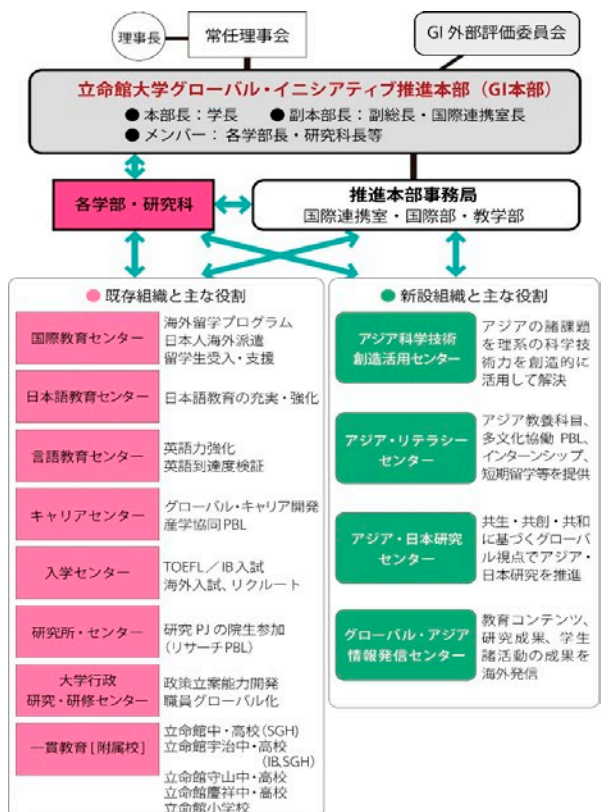 理事長
常任理事会
GI 外部評価委員会
立命館大学グローバル・イニシアティブ推進本部（GI本部）
● 本部長：学長　● 副本部長：副総長・国際連携室長
● メンバー： 各学部長・研究科長等
各学部・研究科
推進本部事務局
国際連携室・国際部・教学部
● 既存組織と主な役割
国際教育センター
海外留学プログラム
日本人海外派遣
留学生受入・支援
日本語教育センター
日本語教育の充実・強化
言語教育センター
英語力強化
英語到達度検証
キャリアセンター
グローバル・キャリア開発
産学協同PBL
入学センター
TOEFL／IB入試
海外入試、リクルート
研究所・センター
研究 PJ の院生参加
（リサーチPBL）
大学行政
研究・研修センター
政策立案能力開発
職員グローバル化
一貫教育［附属校］
立命館中・高校（SGH）
立命館宇治中・高校
（IB,SGH）
立命館守山中・高校
立命館慶祥中・高校
立命館小学校
● 新設組織と主な役割
アジア科学技術
創造活用センター
アジアの諸課題
を理系の科学技
術力を創造的に
活用して解決
アジア・リテラシー
センター
アジア教養科目、
多文化協働 PBL、
インターンシップ、
短期留学等を提供
アジア・日本研究
センター
共生・共創・共和
に基づくグロー
バル視点でアジア・
日本研究を推進
グローバル・アジア
情報発信センター
教育コンテンツ、
研究成果、学生
諸活動の成果を
海外発信